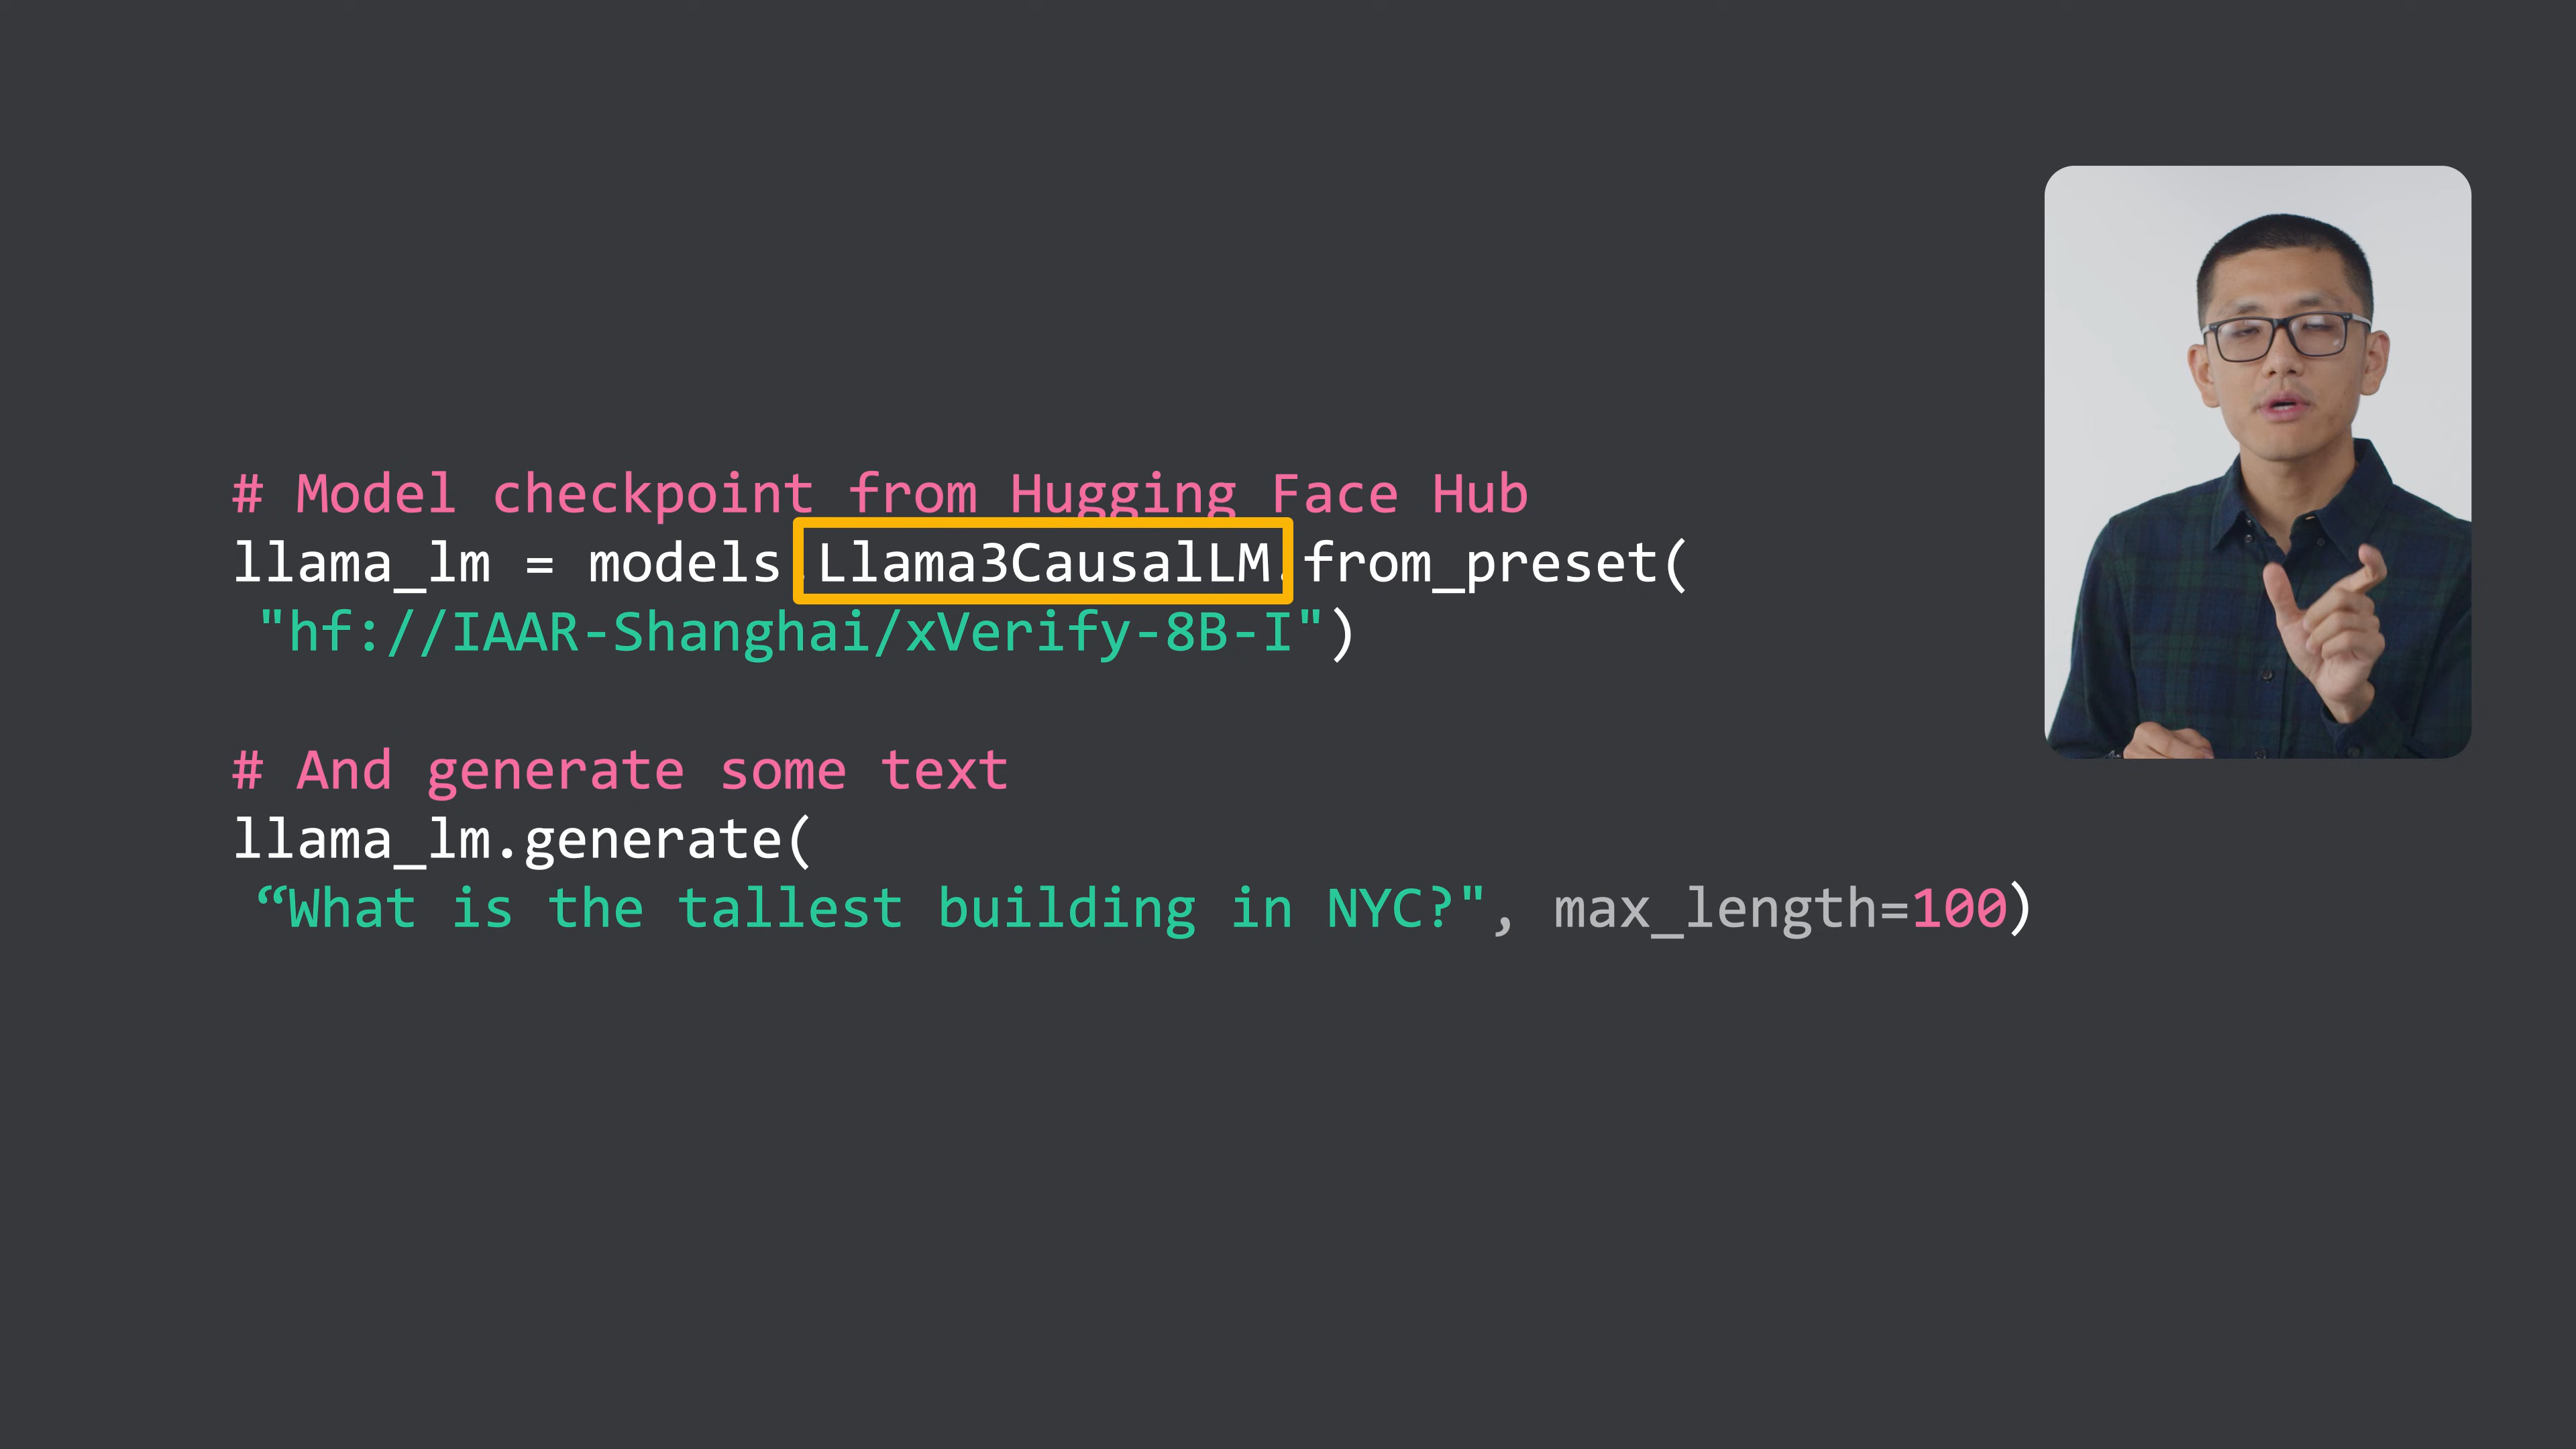 # Model checkpoint from Hugging Face Hub
llama_lm = models.Llama3CausalLM.from_preset(
"hf://IAAR-Shanghai/xVerify-8B-I")
# And generate some text
llama_lm.generate(
“What is the tallest building in NYC?", max_length=100)